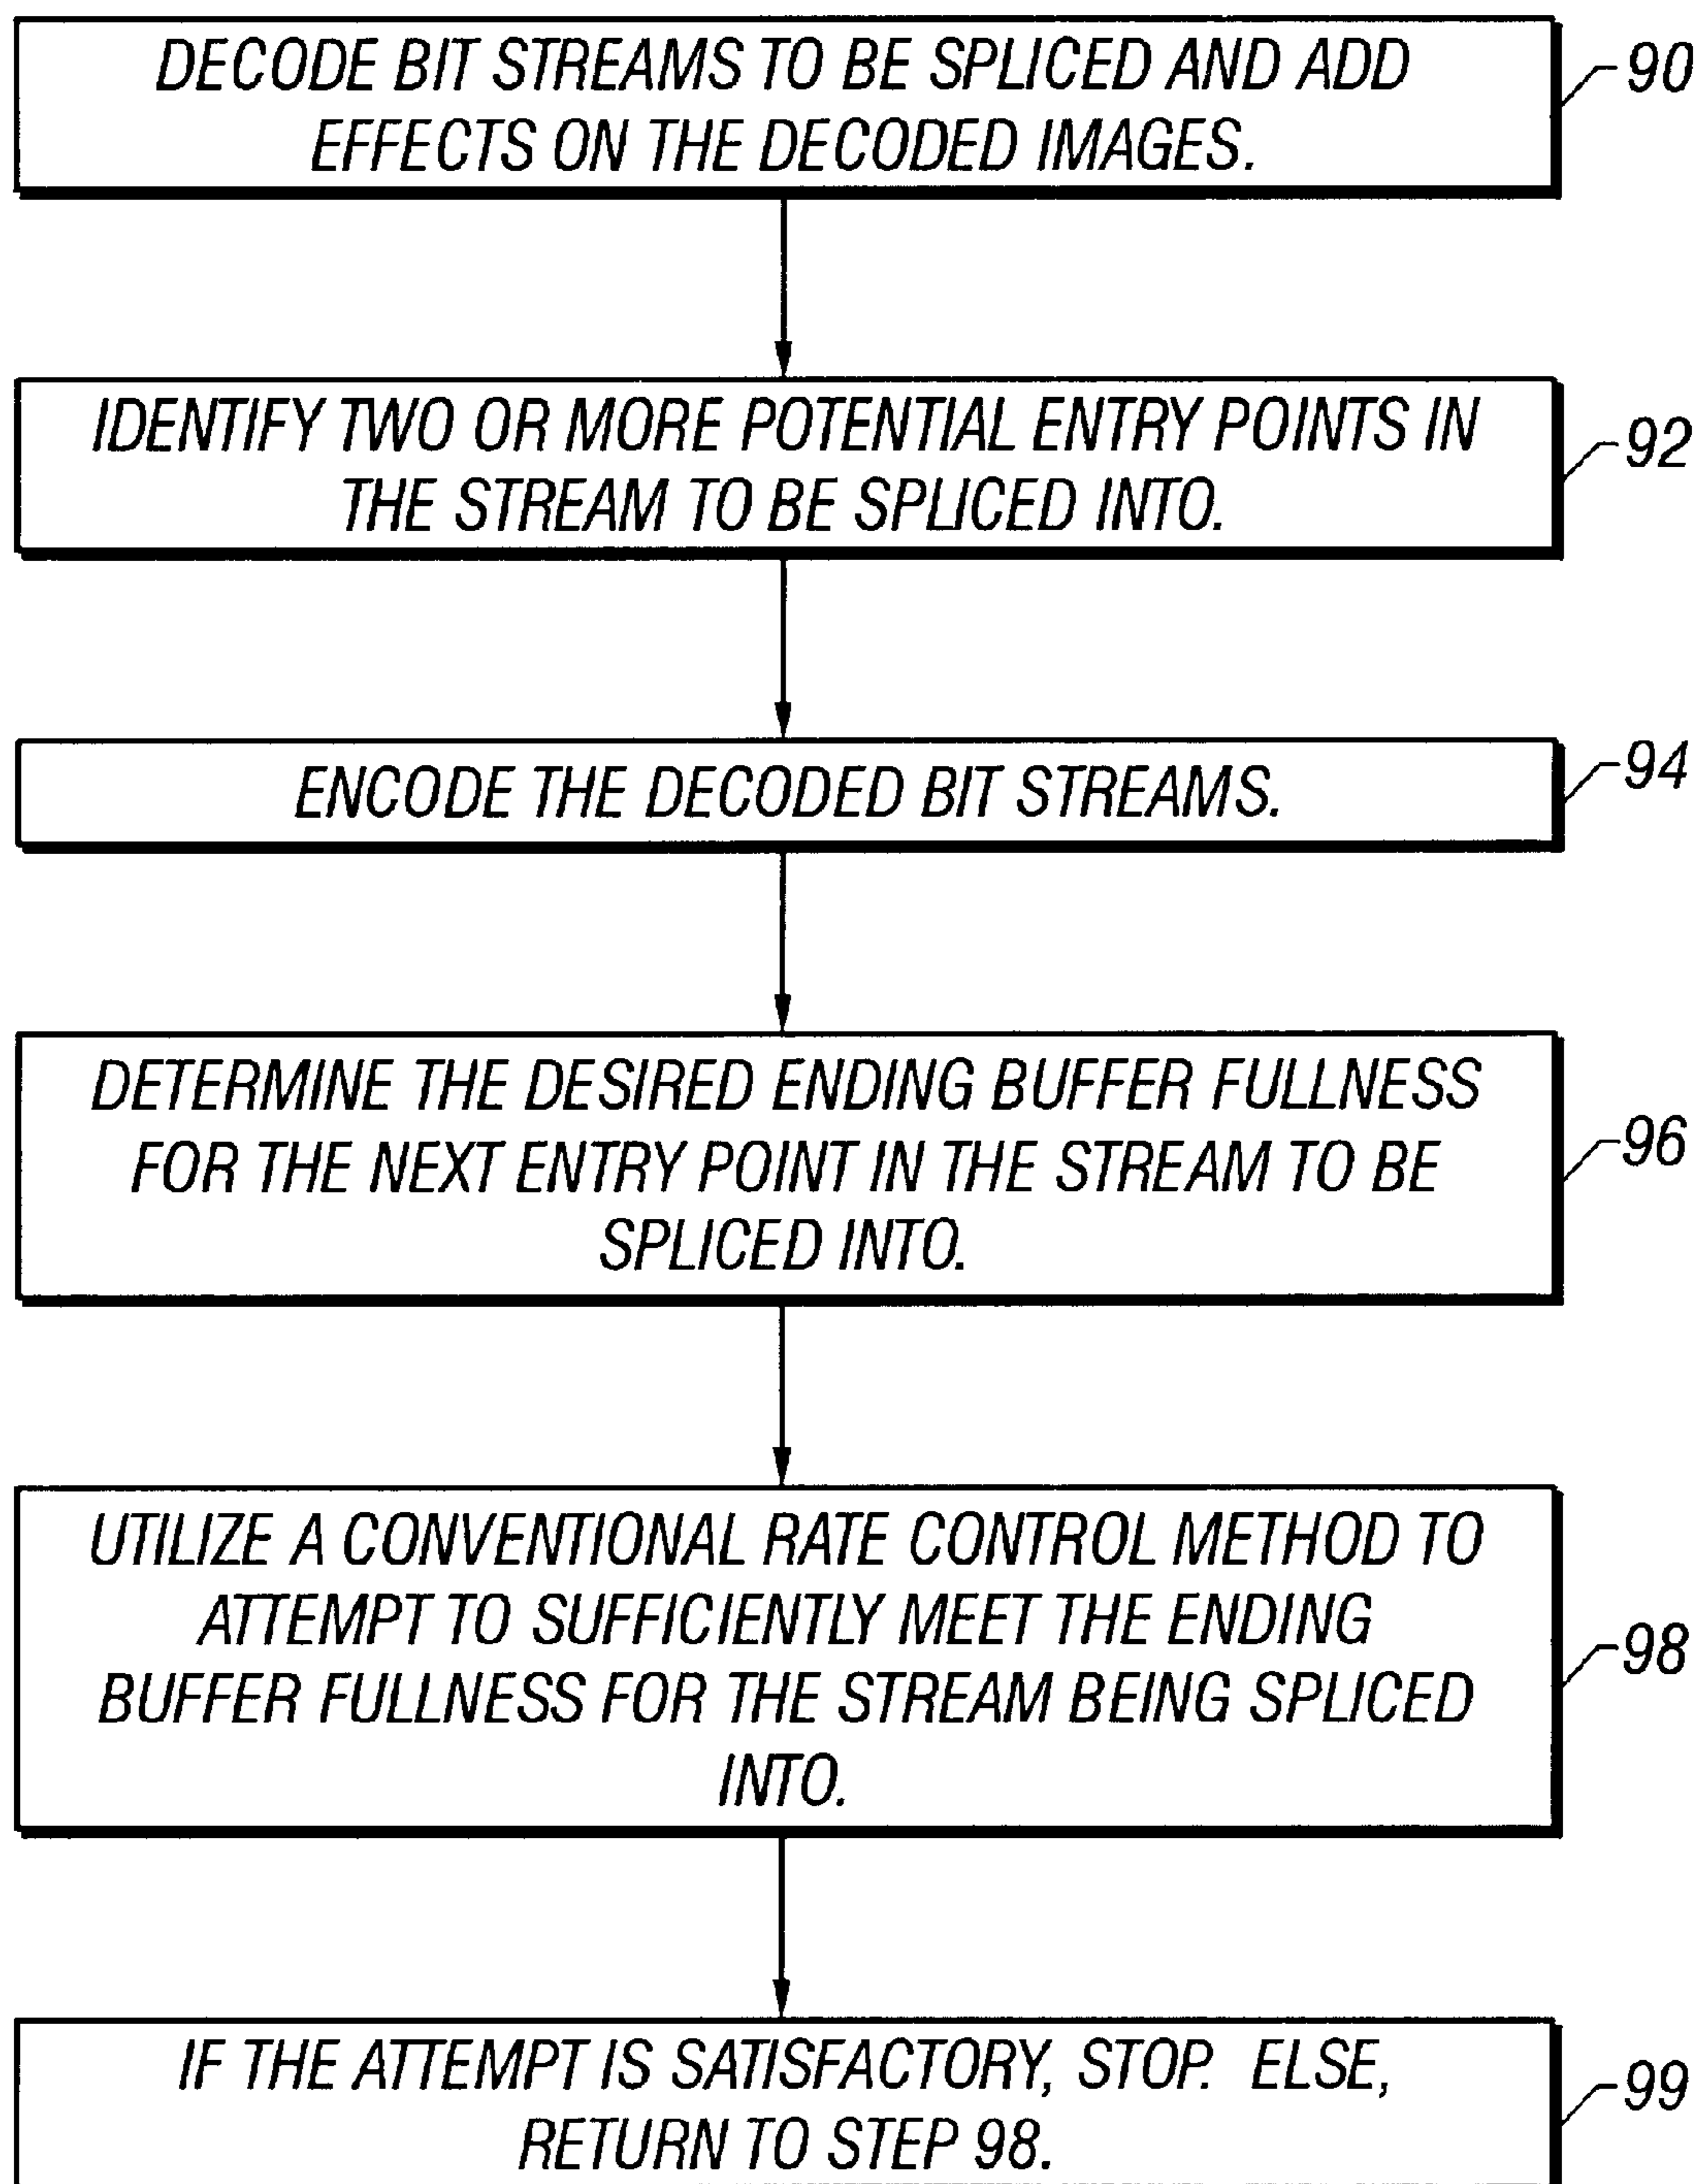 DECODE BIT STREAMS TO BE SPLICED AND ADD
EFFECTS ON THE DECODED IMAGES.
90
IDENTIFY TWO OR MORE POTENTIAL ENTRY POINTS IN
THE STREAM TO BE SPLICED INTO.
92
ENCODE THE DECODED BIT STREAMS.
94
DETERMINE THE DESIRED ENDING BUFFER FULLNESS
FOR THE NEXT ENTRY POINT IN THE STREAM TO BE
SPLICED INTO.
96
UTILIZE A CONVENTIONAL RATE CONTROL METHOD TO
ATTEMPT TO SUFFICIENTLY MEET THE ENDING
BUFFER FULLNESS FOR THE STREAM BEING SPLICED
INTO.
98
IF THE ATTEMPT IS SATISFACTORY, STOP. ELSE,
RETURN TO STEP 98.
99